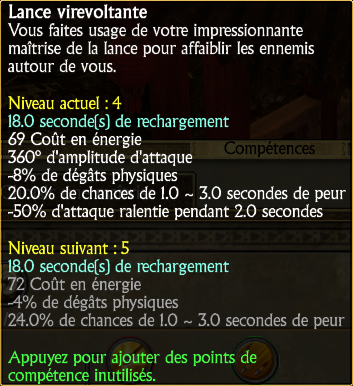 Lance virevoltante
Vous faites usage de votre impressionnante
maîtrise de la lance pour affaiblir les ennemis
autour de vous.
Niveau actuel : 4
18.0 seconde(s) de rechargement
69 Coût en énergie
360° d'amplitude d'attaque
Compétences
-8% de dégâts physiques
20.0% de chances de 1.0 ~ 3.0 secondes de peur
-50% d'attaque ralentie pendant 2.0 secondes
Niveau suivant : 5
18.0 seconde(s) de rechargement
72 Coût en énergie
-4% de dégâts physiques
24.0% de chances de 1.0 ~ 3.0 secondes de peur
Appuyez pour ajouter des points de
compétence inutilisés.